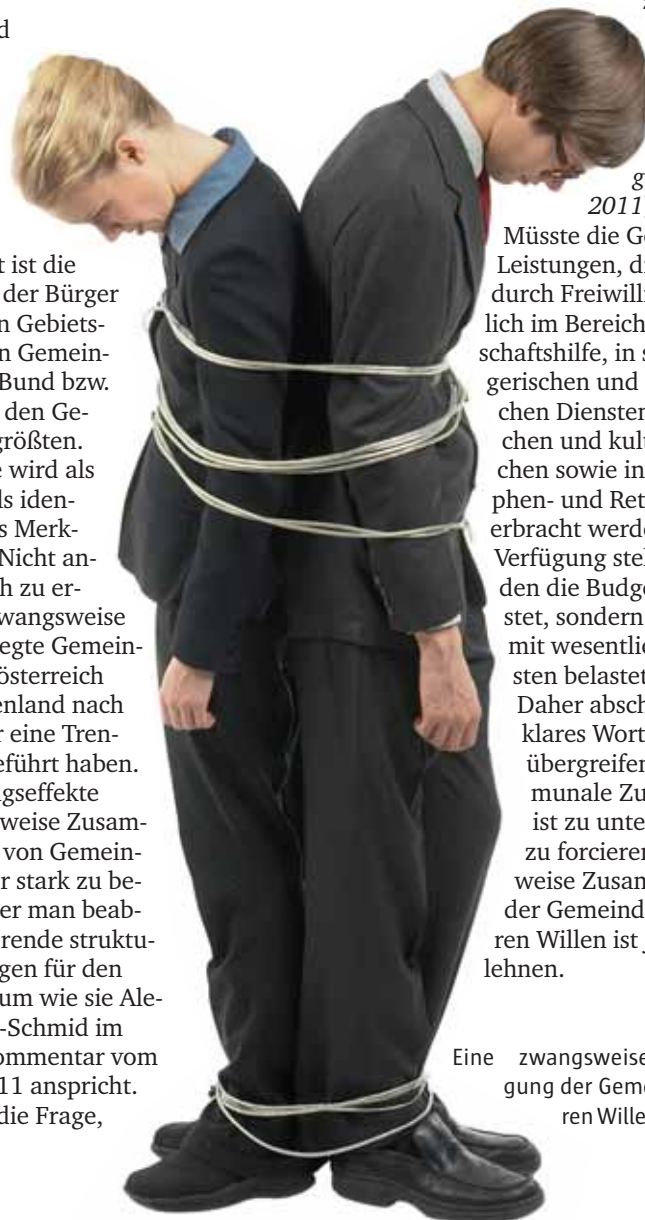 d
t ist die
der Bürger
n Gebiets-
n Gemein-
Bund bzw.
den Ge-
größten.
e wird als
ls iden-
s Merk-
Nicht an-
h zu er-
wangsweise
egte Gemein-
österreich
enland nach
r eine Tren-
eführt haben.
gseffekte
weise Zusam-
von Gemein-
r stark zu be-
er man beab-
rende struktu-
gen für den
um wie sie Ale-
-Schmid im
ommentar vom
11 anspricht.
die Frage,
g
2011
Müsste die Ge
Leistungen, di
durch Freiwilli
lich im Bereich
schaftshilfe, in s
gerischen und
chen Diensten
chen und kult
chen sowie in
phen- und Ret
erbracht werde
Verfügung stel
den die Budge
stet, sondern
mit wesentlic
sten belastet
Daher absch
klares Wort
übergreifen
munale Zu
ist zu unte
zu forcieren
weise Zusan
der Gemeind
ren Willen ist j
lehnen.
Eine zwangsweise
gung der Geme
ren Wille